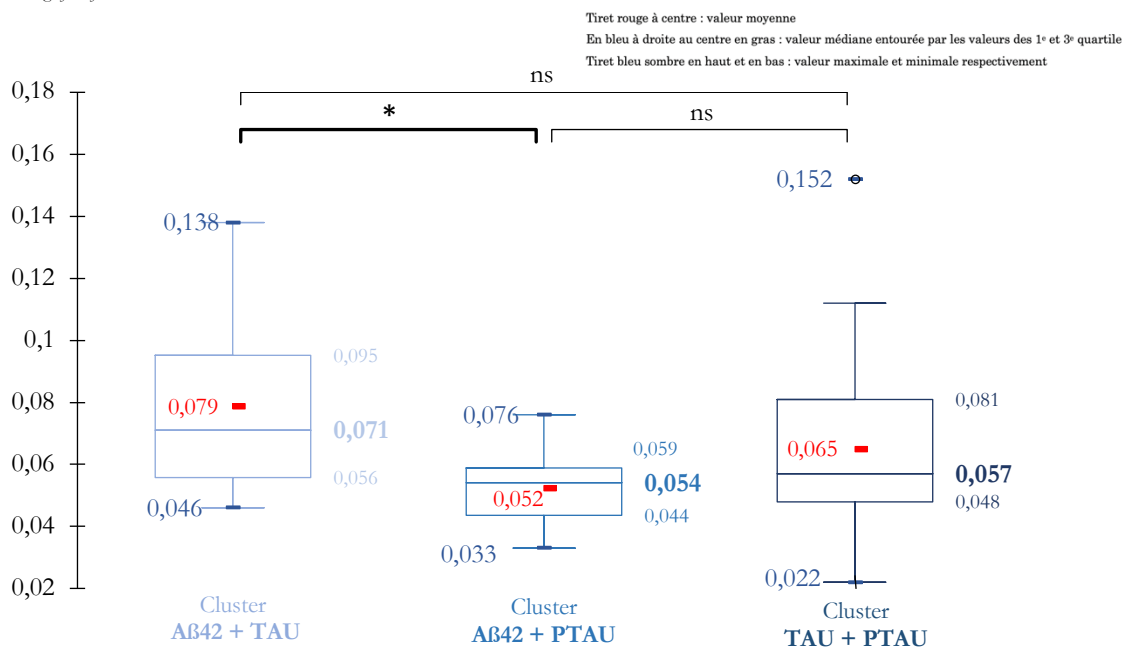 Tiret rouge à centre : valeur moyenne
En bleu à droite au centre en gras : valeur médiane entourée par les valeurs des 1ᵉ et 3ᵉ quartile
Tiret bleu sombre en haut et en bas : valeur maximale et minimale respectivement
ns
0,18
*
ns
0,16
0,152
0,14
0,138
0,12
0,1
0,095
0,08
0,079
0,071
0,076
0,081
0,06
0,056
0,059
0,065
0,054
0,052
0,057
0,048
0,044
0,046
0,04
0,033
0,022
0,02
Cluster
Aß42 + TAU
Cluster
Aß42 + PTAU
Cluster
TAU + PTAU